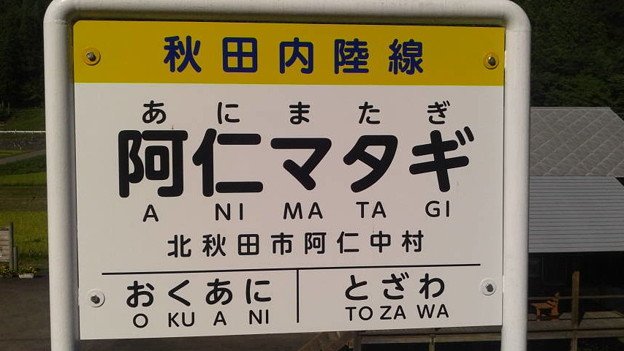 秋田内陸線
あにまたぎ
阿仁マタギ
A NI MA TA GI
北秋田市阿仁中村
おくあに とざわ
O KU A NI TO ZA WA